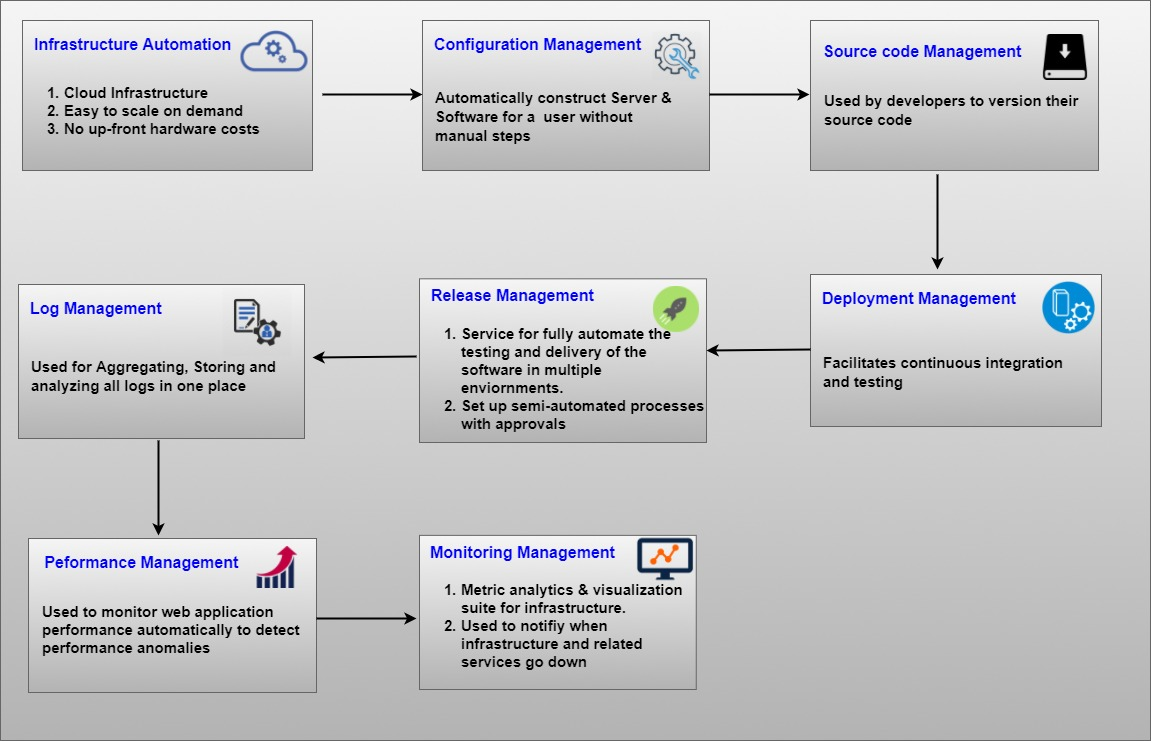 Infrastructure Automation
1. Cloud Infrastructure
2. Easy to scale on demand
3. No up-front hardware costs
Configuration Management
Automatically construct Server &
Software for a user without
manual steps
Source code Management
Used by developers to version their
source code
Deployment Management
Facilitates continuous integration
and testing
Release Management
1. Service for fully automate the
testing and delivery of the
software in multiple
enviornments.
2. Set up semi-automated processes
with approvals
Log Management
Used for Aggregating, Storing and
analyzing all logs in one place
Peformance Management
Used to monitor web application
performance automatically to detect
performance anomalies
Monitoring Management
1. Metric analytics & visualization
suite for infrastructure.
2. Used to notifiy when
infrastructure and related
services go down